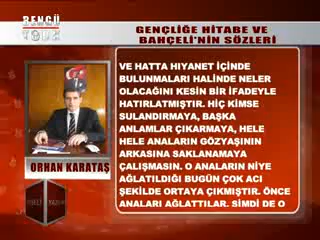 BENGÜ
GENÇLİĞE HİTABE VE
BAHÇELİ'NİN SÖZLERİ
VE HATTA HIYANET İÇİNDE
BULUNMALARI HALİNDE NELER
OLACAĞINI KESİN BİR İFADEYLE
HATIRLATMIŞTIR. HİÇ KİMSE
SULANDIRMAYA, BAŞKA
ANLAMLAR ÇIKARMAYA, HELE
HELE ANALARIN GÖZYAŞININ
ARKASINA SAKLANAMAYA
ÇALIŞMASIN. O ANALARIN NİYE
AĞLATILDIĞI BUGÜN ÇOK ACI
ŞEKİLDE ORTAYA ÇIKMIŞTIR. ÖNCE
ANALARI AĞLATTILAR. ŞİMDİ DE O
ORHAN KARATAŞ